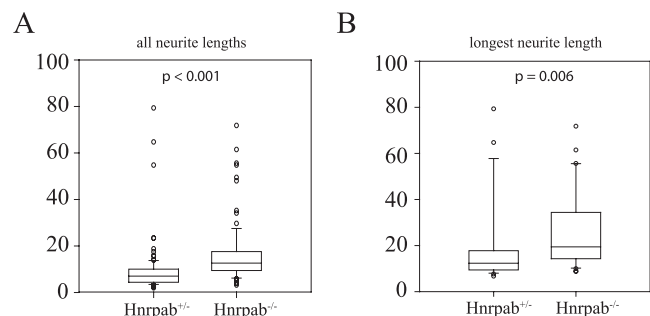 A
all neurite lengths
p < 0.001
100
80
60
40
20
0
Hnrpab+/-
Hnrpab-/-
B
longest neurite length
p = 0.006
100
80
60
40
20
0
Hnrpab+/-
Hnrpab-/-